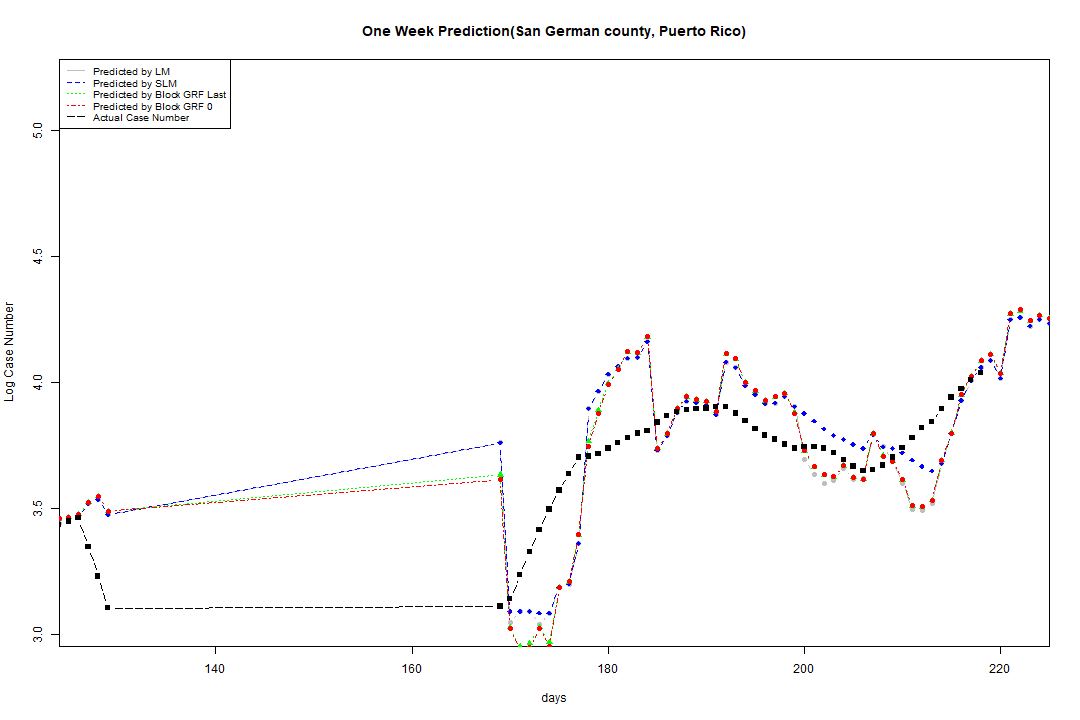 One Week Prediction(San German county, Puerto Rico)
Predicted by LM
Predicted by SLM
Predicted by Block GRF Last
Predicted by Block GRF 0
Actual Case Number
5.0
4.5
4.0
3.5
3.0
Log Case Number
140 160 180 200 220
days